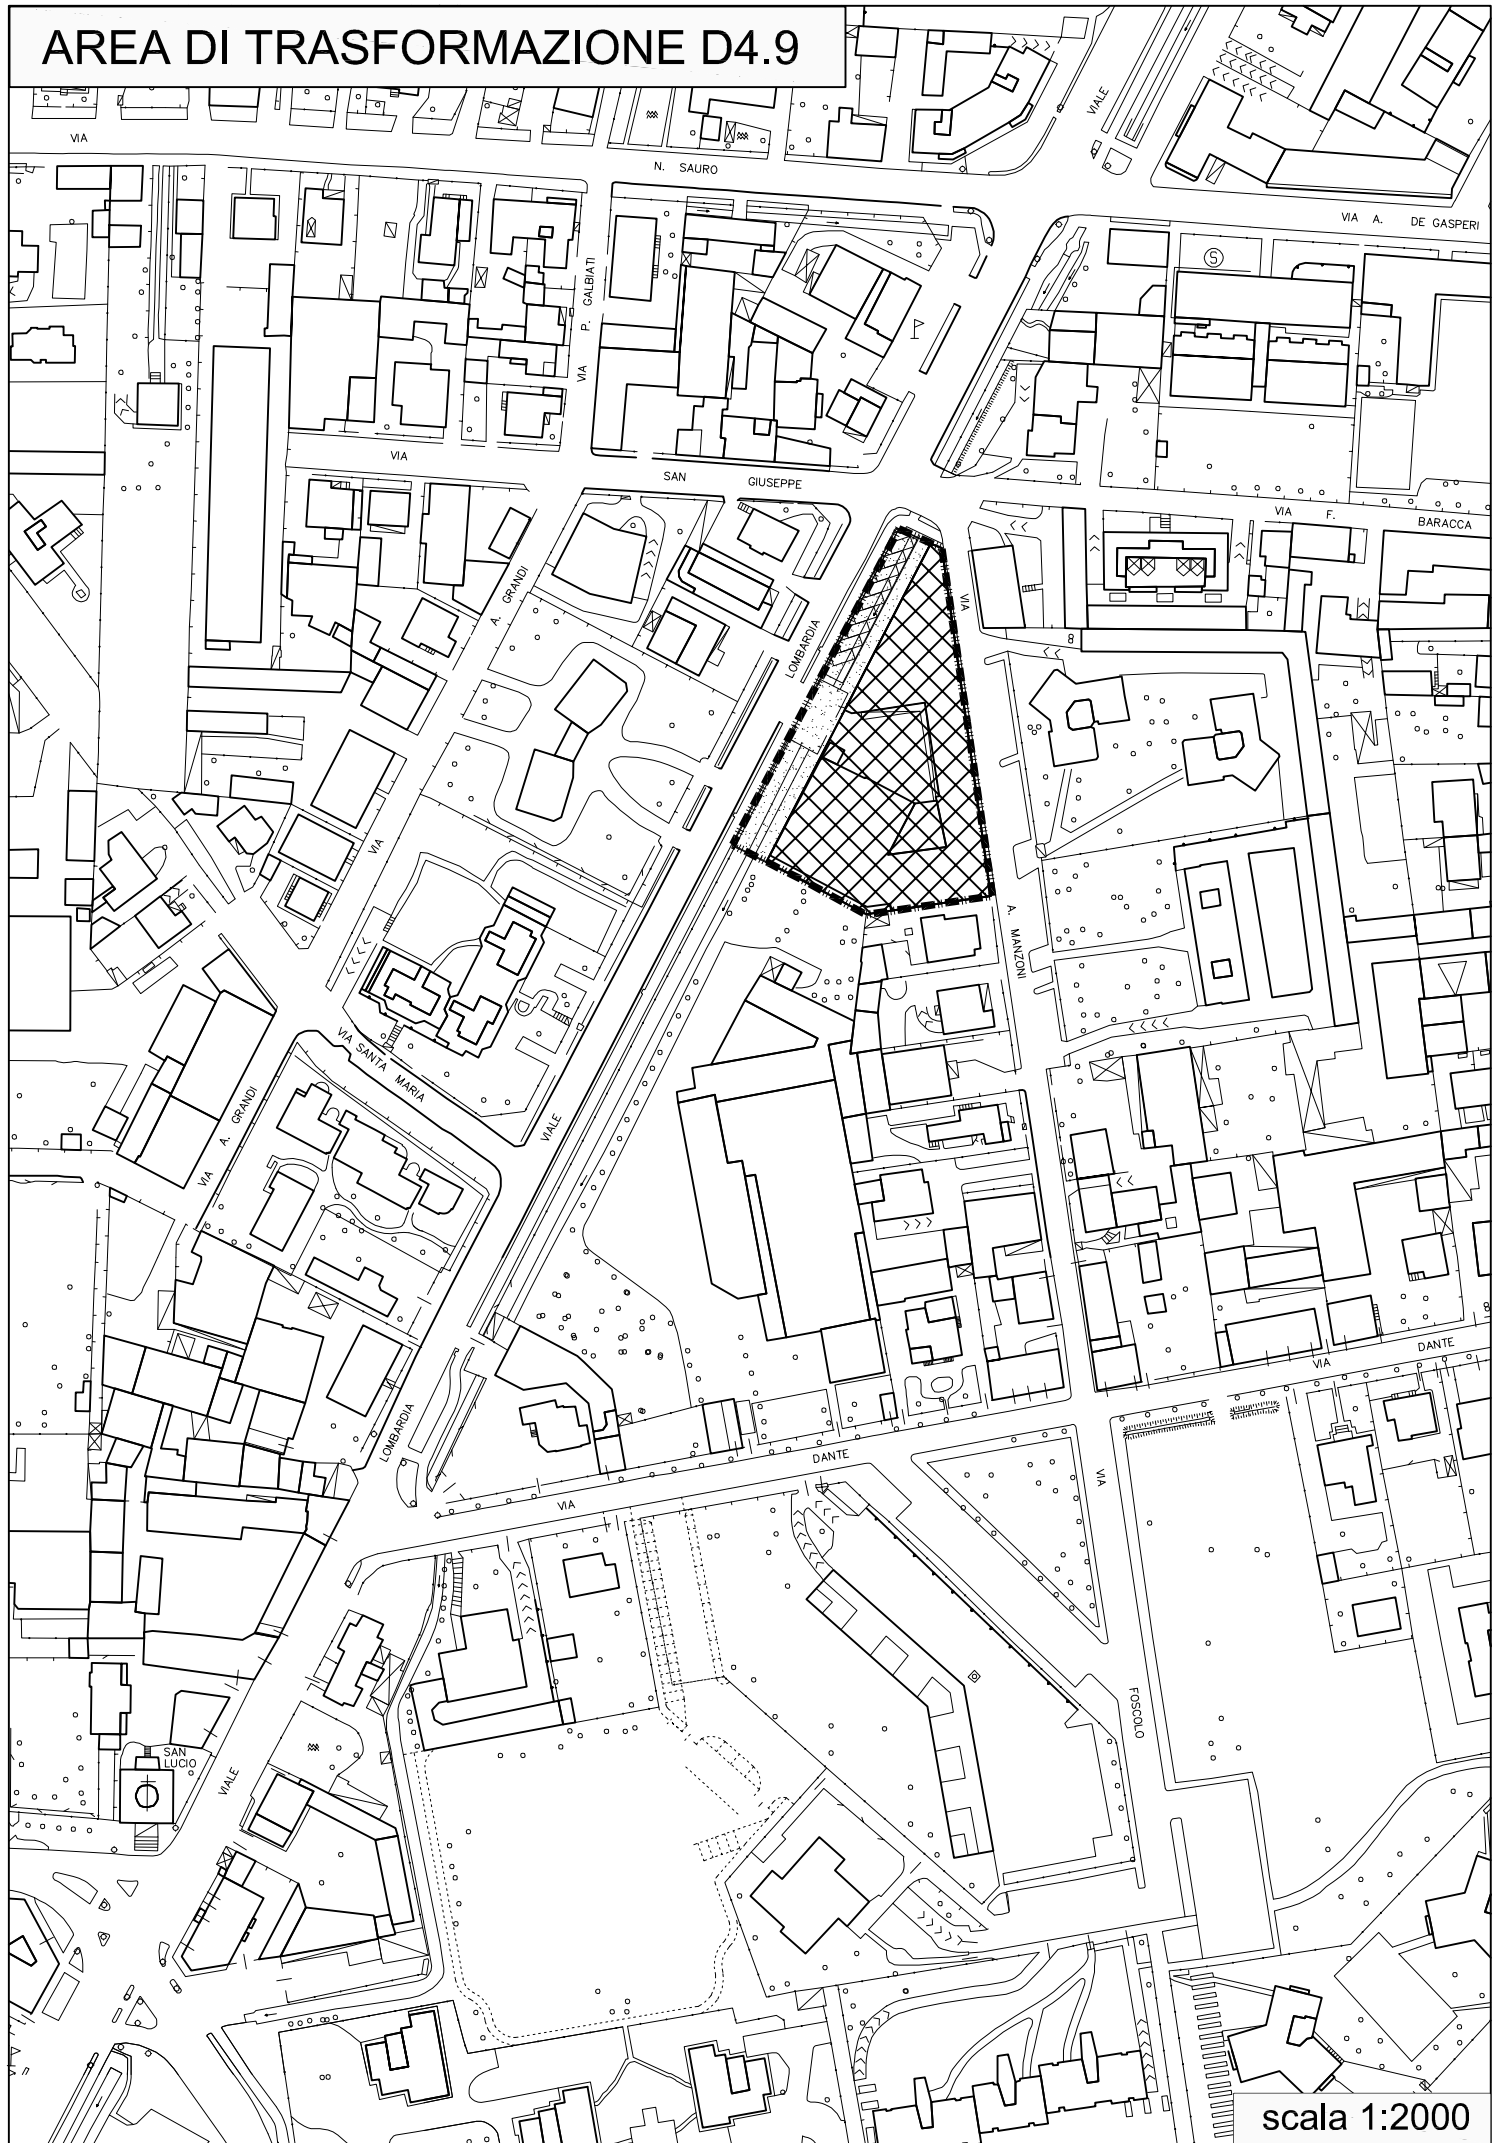 AREA DI TRASFORMAZIONE D4.9
VIA
N. SAURO
VIALE
VIA A. DE GASPERI
S
VIA P. GALBIATI
VIA
SAN GIUSEPPE
VIA F. BARACCA
A. GRANDI
LOMBARDIA
VIA
8
VIA
A. MANZONI
VIA SANTA MARIA
VIA A. GRANDI
VIALE
VIA DANTE
LOMBARDIA
DANTE
VIA
VIA
FOSCOLO
SAN
LUCIO
VIALE
scala 1:2000